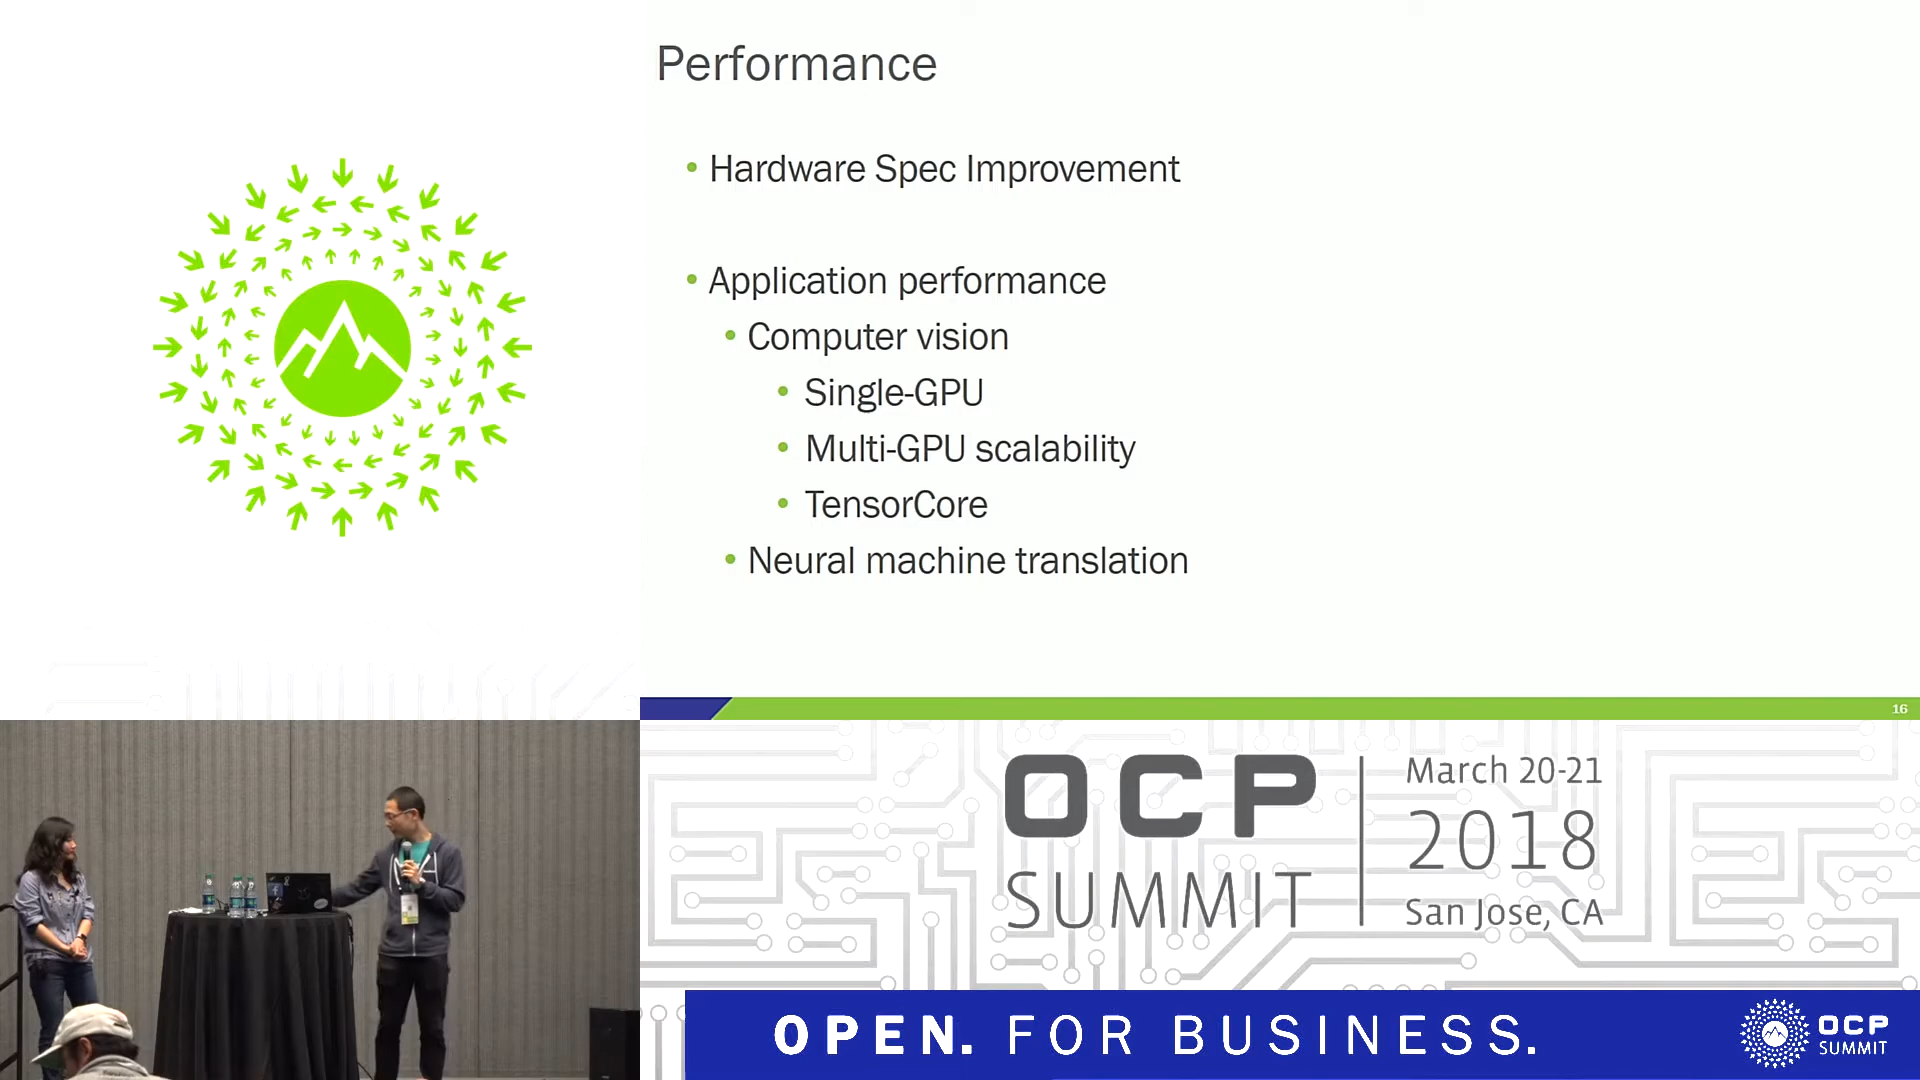 Performance
• Hardware Spec Improvement
• Application performance
• Computer vision
• Single-GPU
• Multi-GPU scalability
• TensorCore
• Neural machine translation
16
OCP
SUMMIT
March 20-21
2018
San Jose, CA
OPEN. FOR BUSINESS.
OCP
SUMMIT